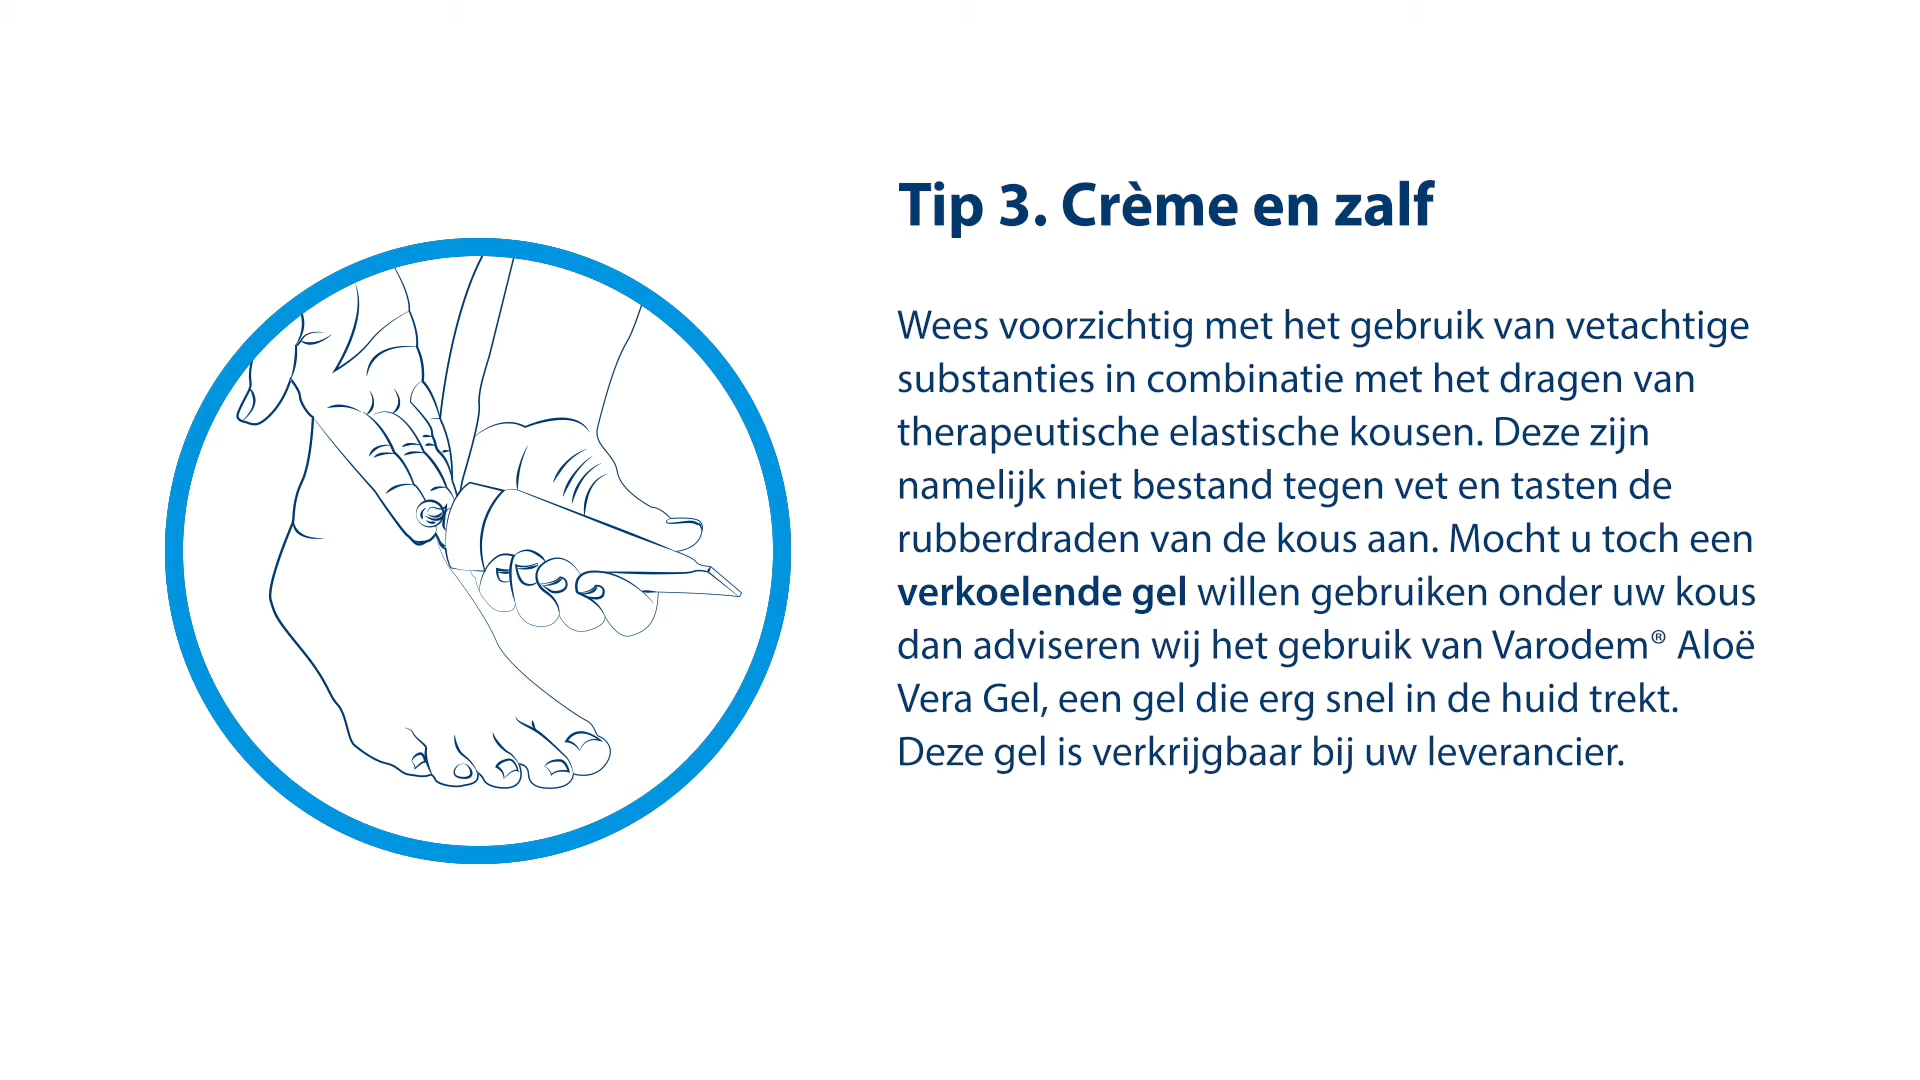 Tip 3. Crème en zalf
Wees voorzichtig met het gebruik van vetachtige
substanties in combinatie met het dragen van
therapeutische elastische kousen. Deze zijn
namelijk niet bestand tegen vet en tasten de
rubberdraden van de kous aan. Mocht u toch een
verkoelende gel willen gebruiken onder uw kous
dan adviseren wij het gebruik van Varodem® Aloë
Vera Gel, een gel die erg snel in de huid trekt.
Deze gel is verkrijgbaar bij uw leverancier.